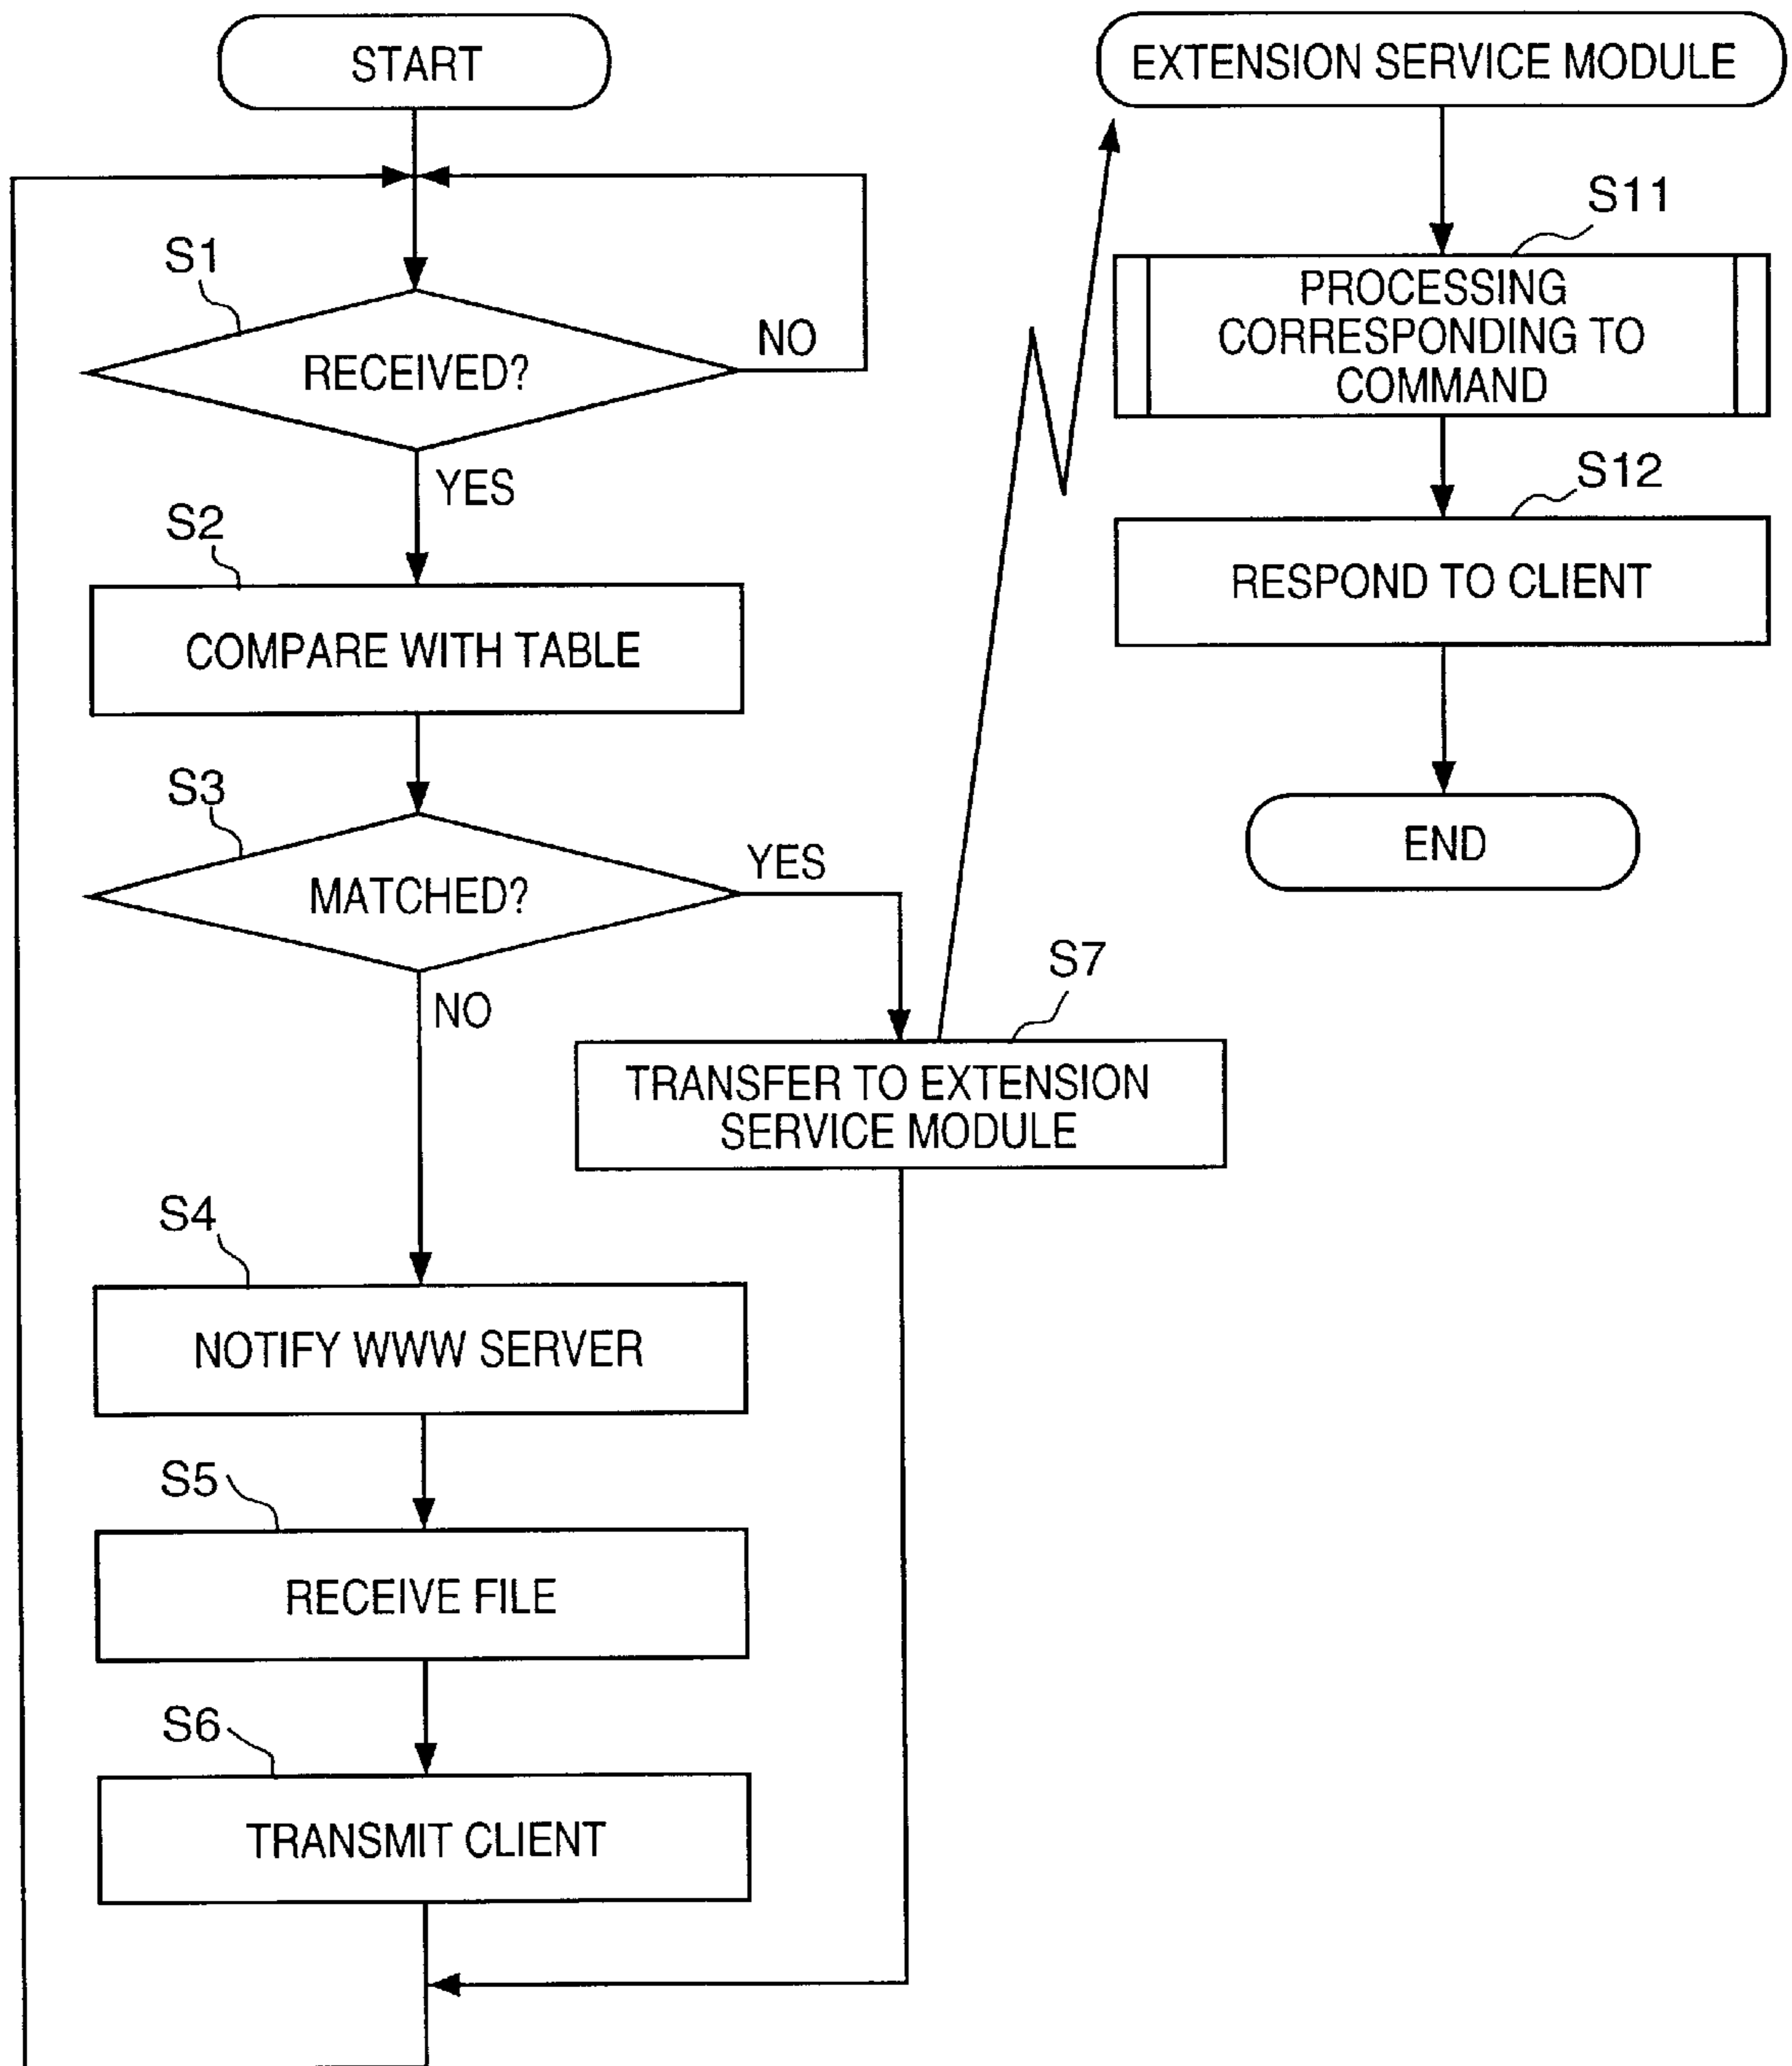 START
S1
RECEIVED?
NO
YES
S2
COMPARE WITH TABLE
S3
MATCHED?
YES
NO
S7
TRANSFER TO EXTENSION
SERVICE MODULE
S4
NOTIFY WWW SERVER
S5
RECEIVE FILE
S6
TRANSMIT CLIENT
EXTENSION SERVICE MODULE
S11
PROCESSING
CORRESPONDING TO
COMMAND
S12
RESPOND TO CLIENT
END